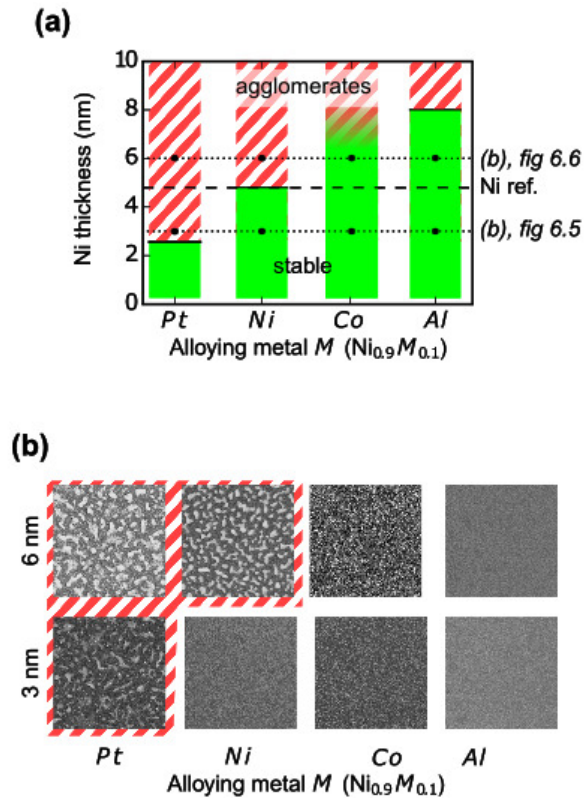 (a)
Ni thickness (nm)
10
8
6
4
2
0
agglomerates
stable
(b), fig 6.6
Ni ref.
(b), fig 6.5
Pt Ni Co Al
Alloying metal M (Ni0.9M0.1)
(b)
6 nm
3 nm
Pt Ni Co Al
Alloying metal M (Ni0.9M0.1)